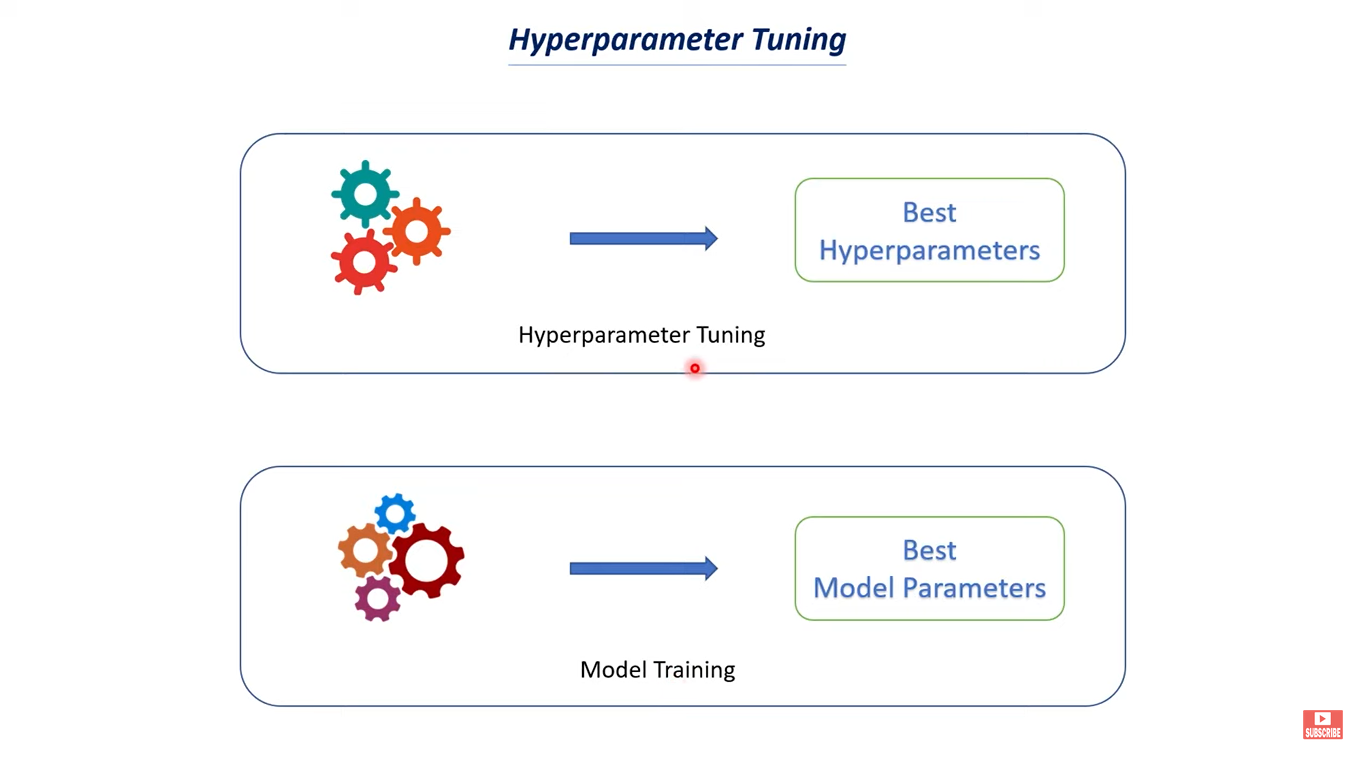 Hyperparameter Tuning
Best
Hyperparameters
Hyperparameter Tuning
Best
Model Parameters
Model Training
SUBSCRIBE